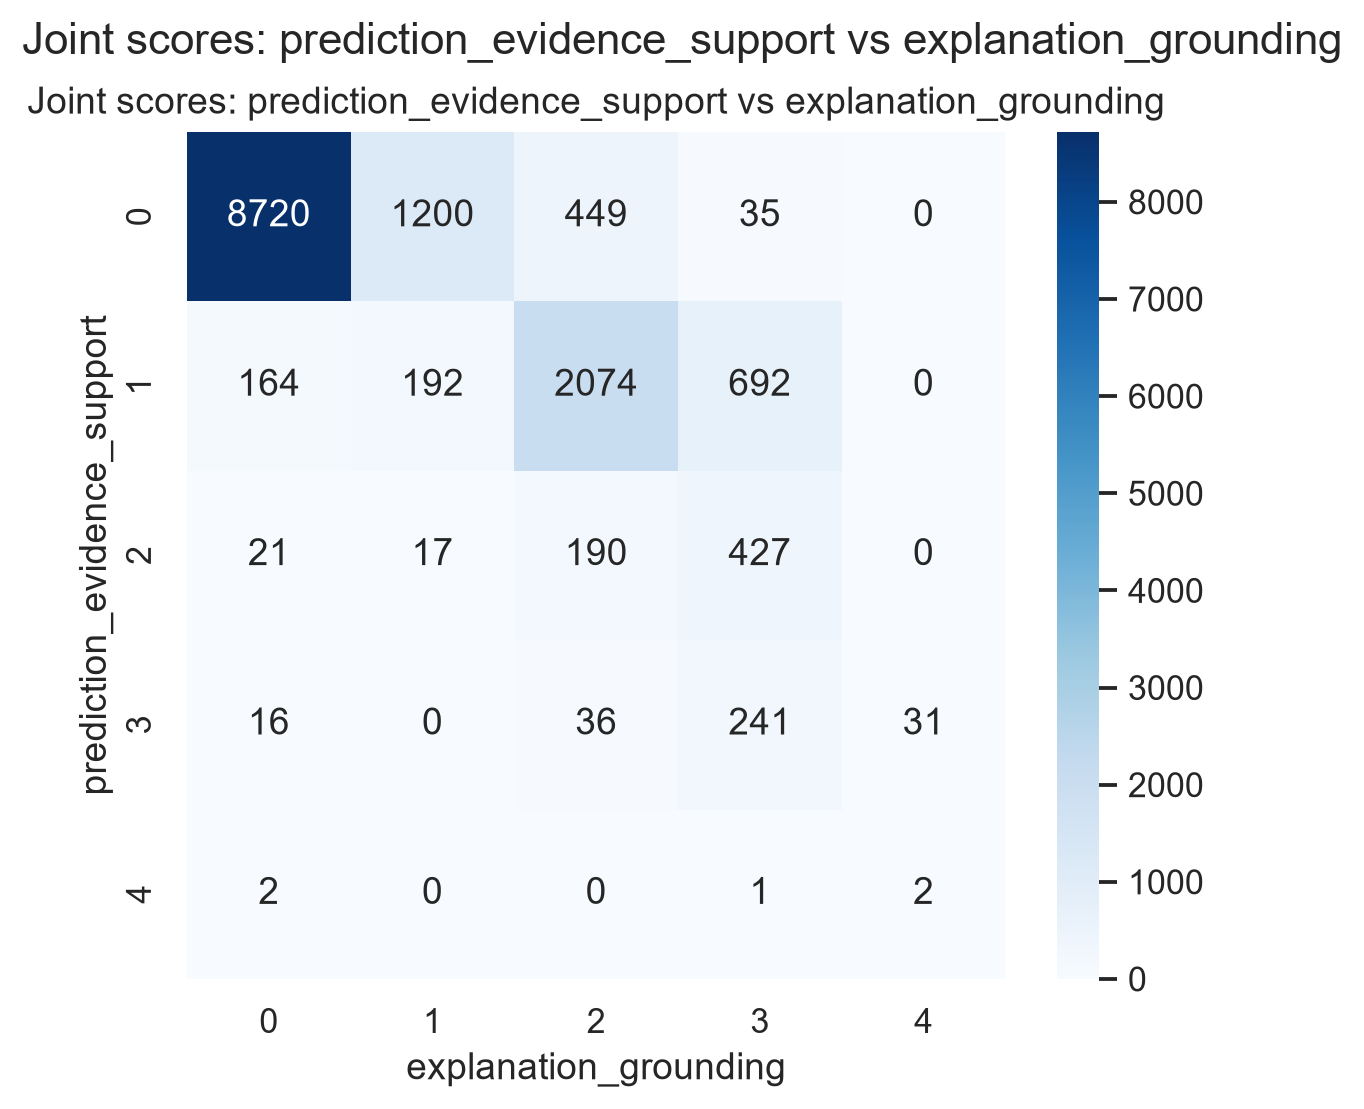 Joint scores: prediction_evidence_support vs explanation_grounding
Joint scores: prediction_evidence_support vs explanation_grounding
prediction_evidence_support
0 8720 1200 449 35 0
1 164 192 2074 692 0
2 21 17 190 427 0
3 16 0 36 241 31
4 2 0 0 1 2
0 1 2 3 4
explanation_grounding
8000
7000
6000
5000
4000
3000
2000
1000
0